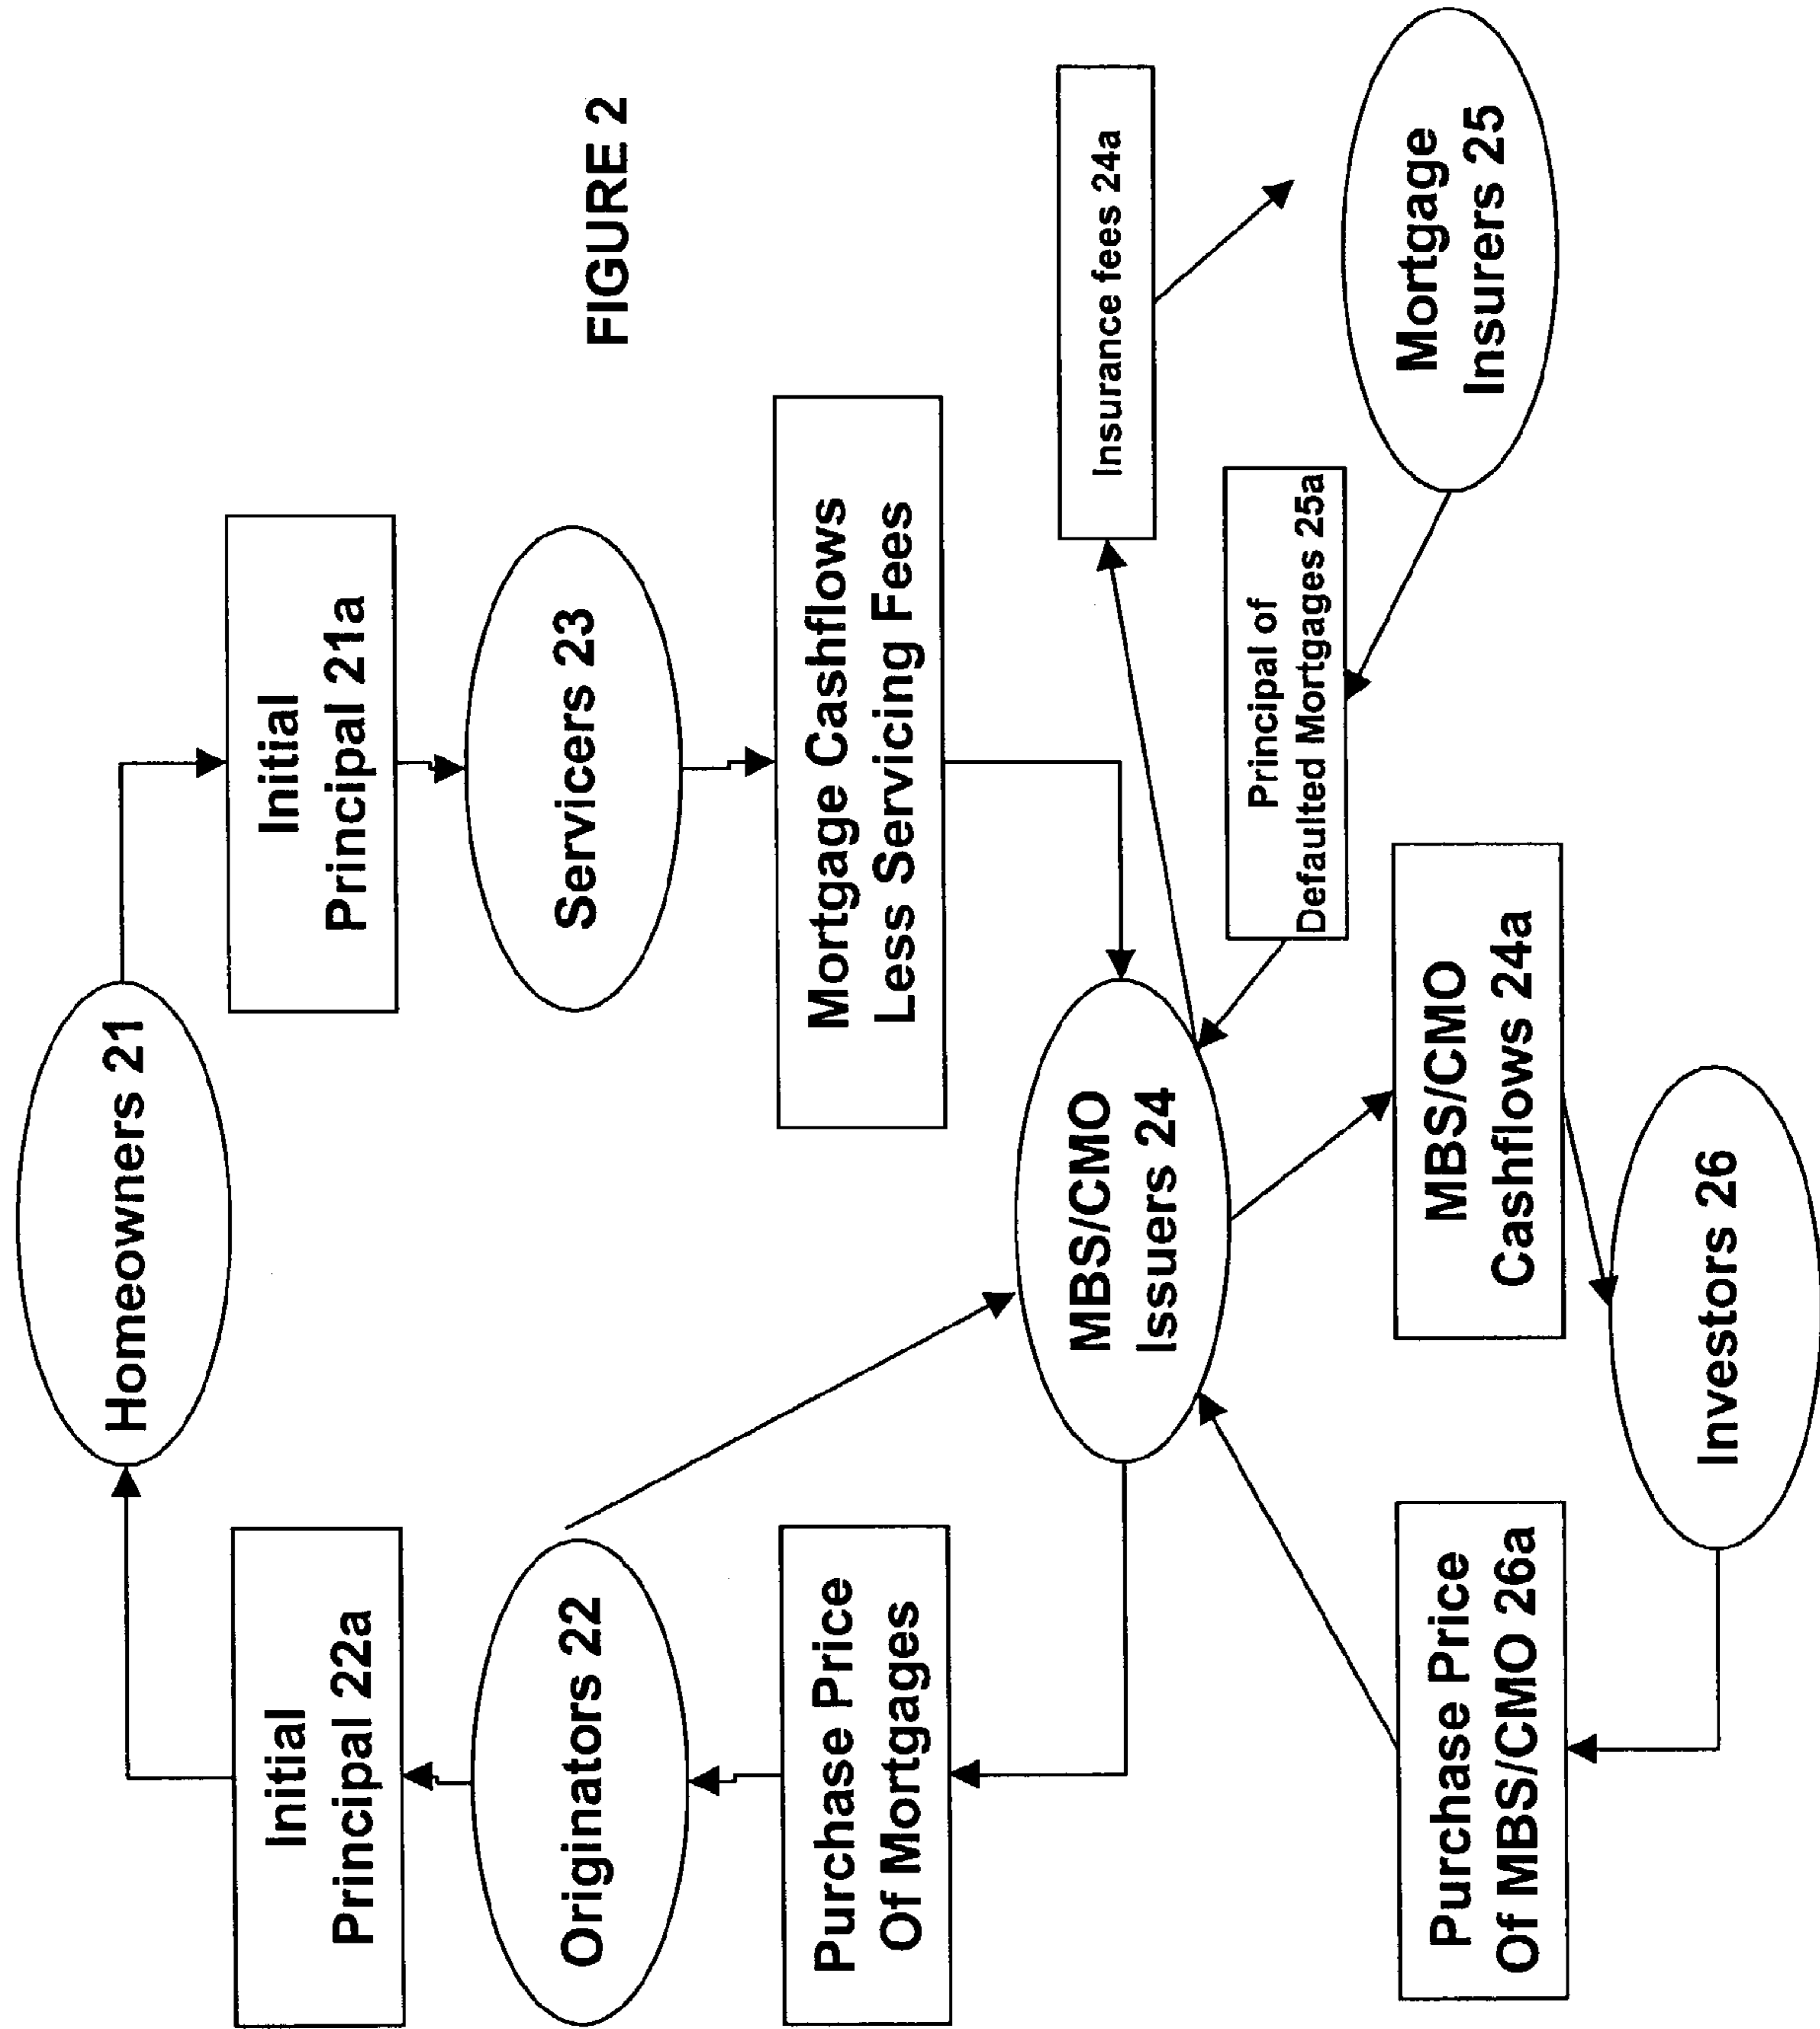 FIGURE 2
Homeowners 21
Initial
Principal 22a
Initial
Principal 21a
Originators 22
Servicers 23
Purchase Price
Of Mortgages
Mortgage Cashflows
Less Servicing Fees
MBS/CMO
Issuers 24
Insurance fees 24a
Principal of
Defaulted Mortgages 25a
Mortgage
Insurers 25
Purchase Price
Of MBS/CMO 26a
MBS/CMO
Cashflows 24a
Investors 26